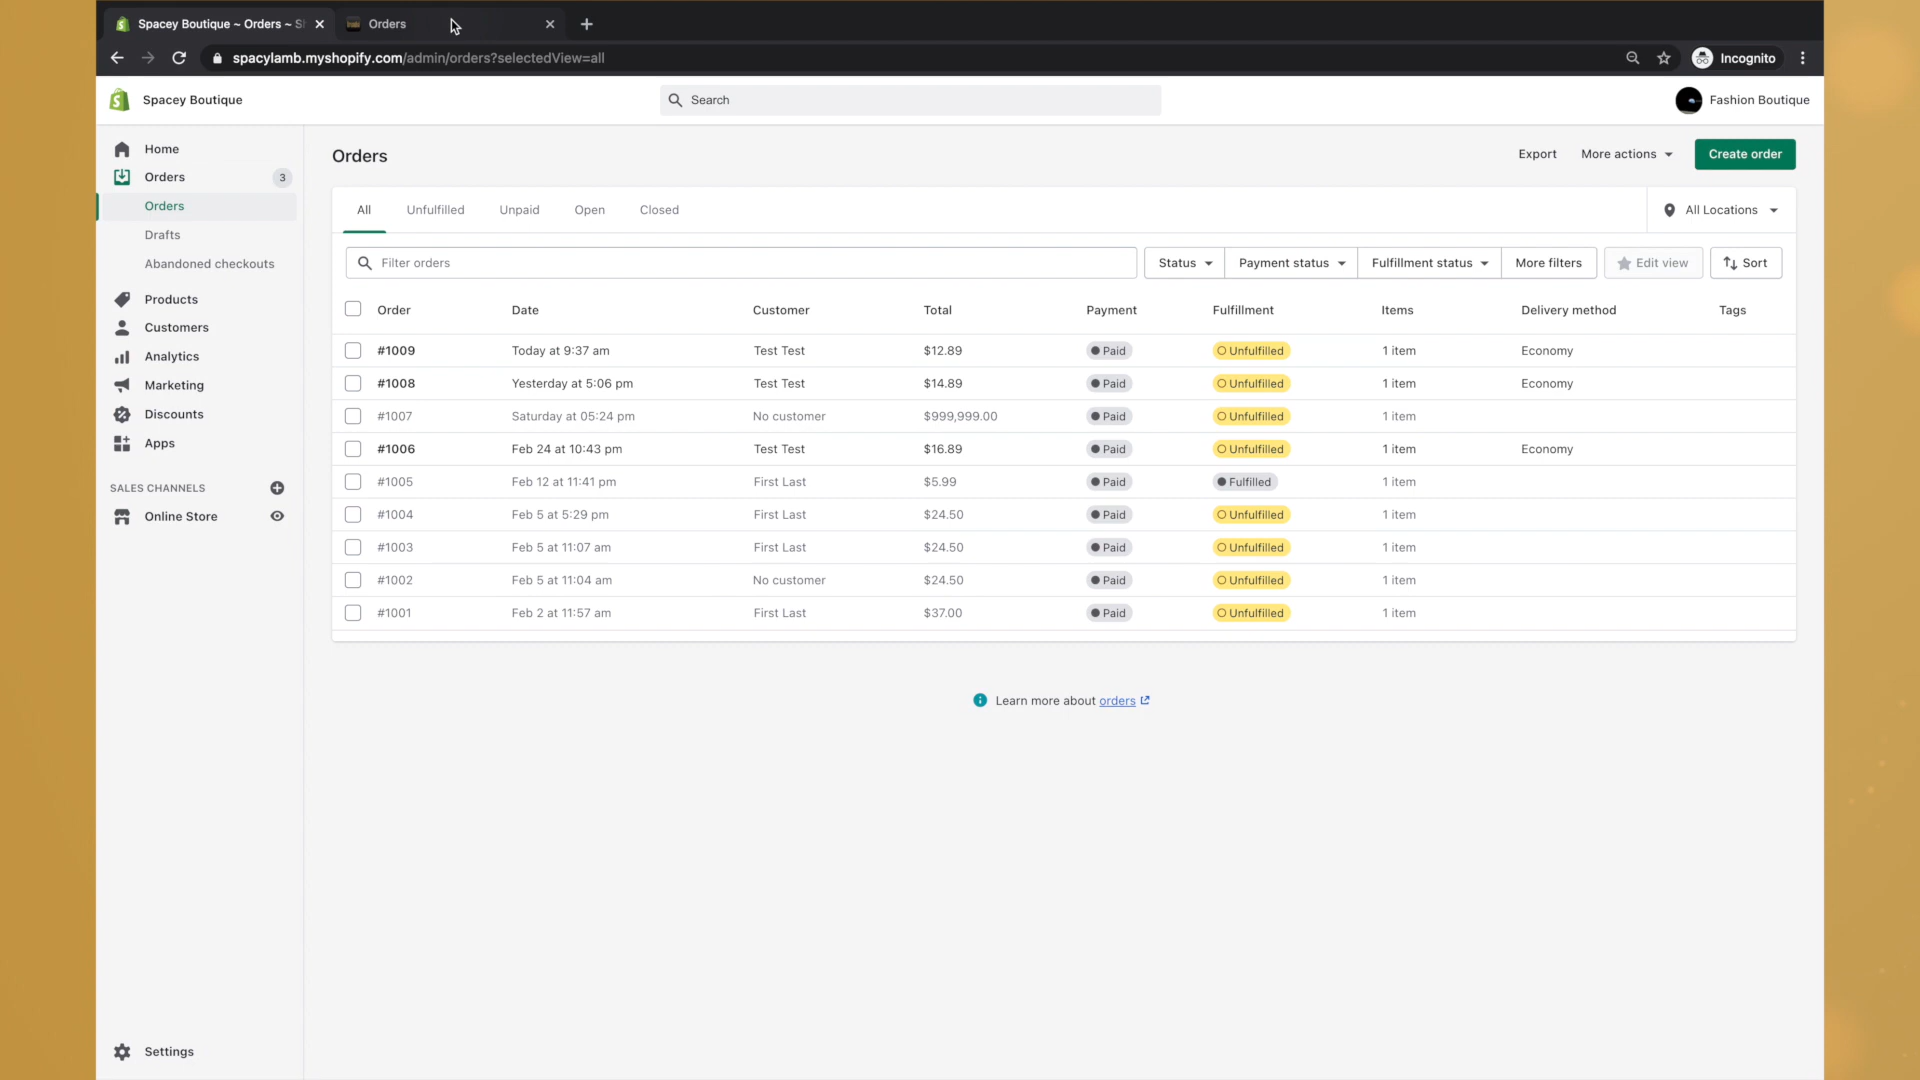 Spacey Boutique ~ Orders ~
Orders
spacylamb.myshopify.com/admin/orders?selectedView=all
Incognito
Spacey Boutique
Search
Fashion Boutique
Home
Orders
3
Orders
Drafts
Abandoned checkouts
Products
Customers
Analytics
Marketing
Discounts
Apps
SALES CHANNELS
Online Store
Settings
Orders
Export
More actions
Create order
All
Unfulfilled
Unpaid
Open
Closed
All Locations
Filter orders
Status
Payment status
Fulfillment status
More filters
Edit view
Sort
Order Date Customer Total Payment Fulfillment Items Delivery method Tags
#1009 Today at 9:37 am Test Test $12.89 Paid Unfulfilled 1 item Economy
#1008 Yesterday at 5:06 pm Test Test $14.89 Paid Unfulfilled 1 item Economy
#1007 Saturday at 05:24 pm No customer $999,999.00 Paid Unfulfilled 1 item
#1006 Feb 24 at 10:43 pm Test Test $16.89 Paid Unfulfilled 1 item Economy
#1005 Feb 12 at 11:41 pm First Last $5.99 Paid Fulfilled 1 item
#1004 Feb 5 at 5:29 pm First Last $24.50 Paid Unfulfilled 1 item
#1003 Feb 5 at 11:07 am First Last $24.50 Paid Unfulfilled 1 item
#1002 Feb 5 at 11:04 am No customer $24.50 Paid Unfulfilled 1 item
#1001 Feb 2 at 11:57 am First Last $37.00 Paid Unfulfilled 1 item
Learn more about orders